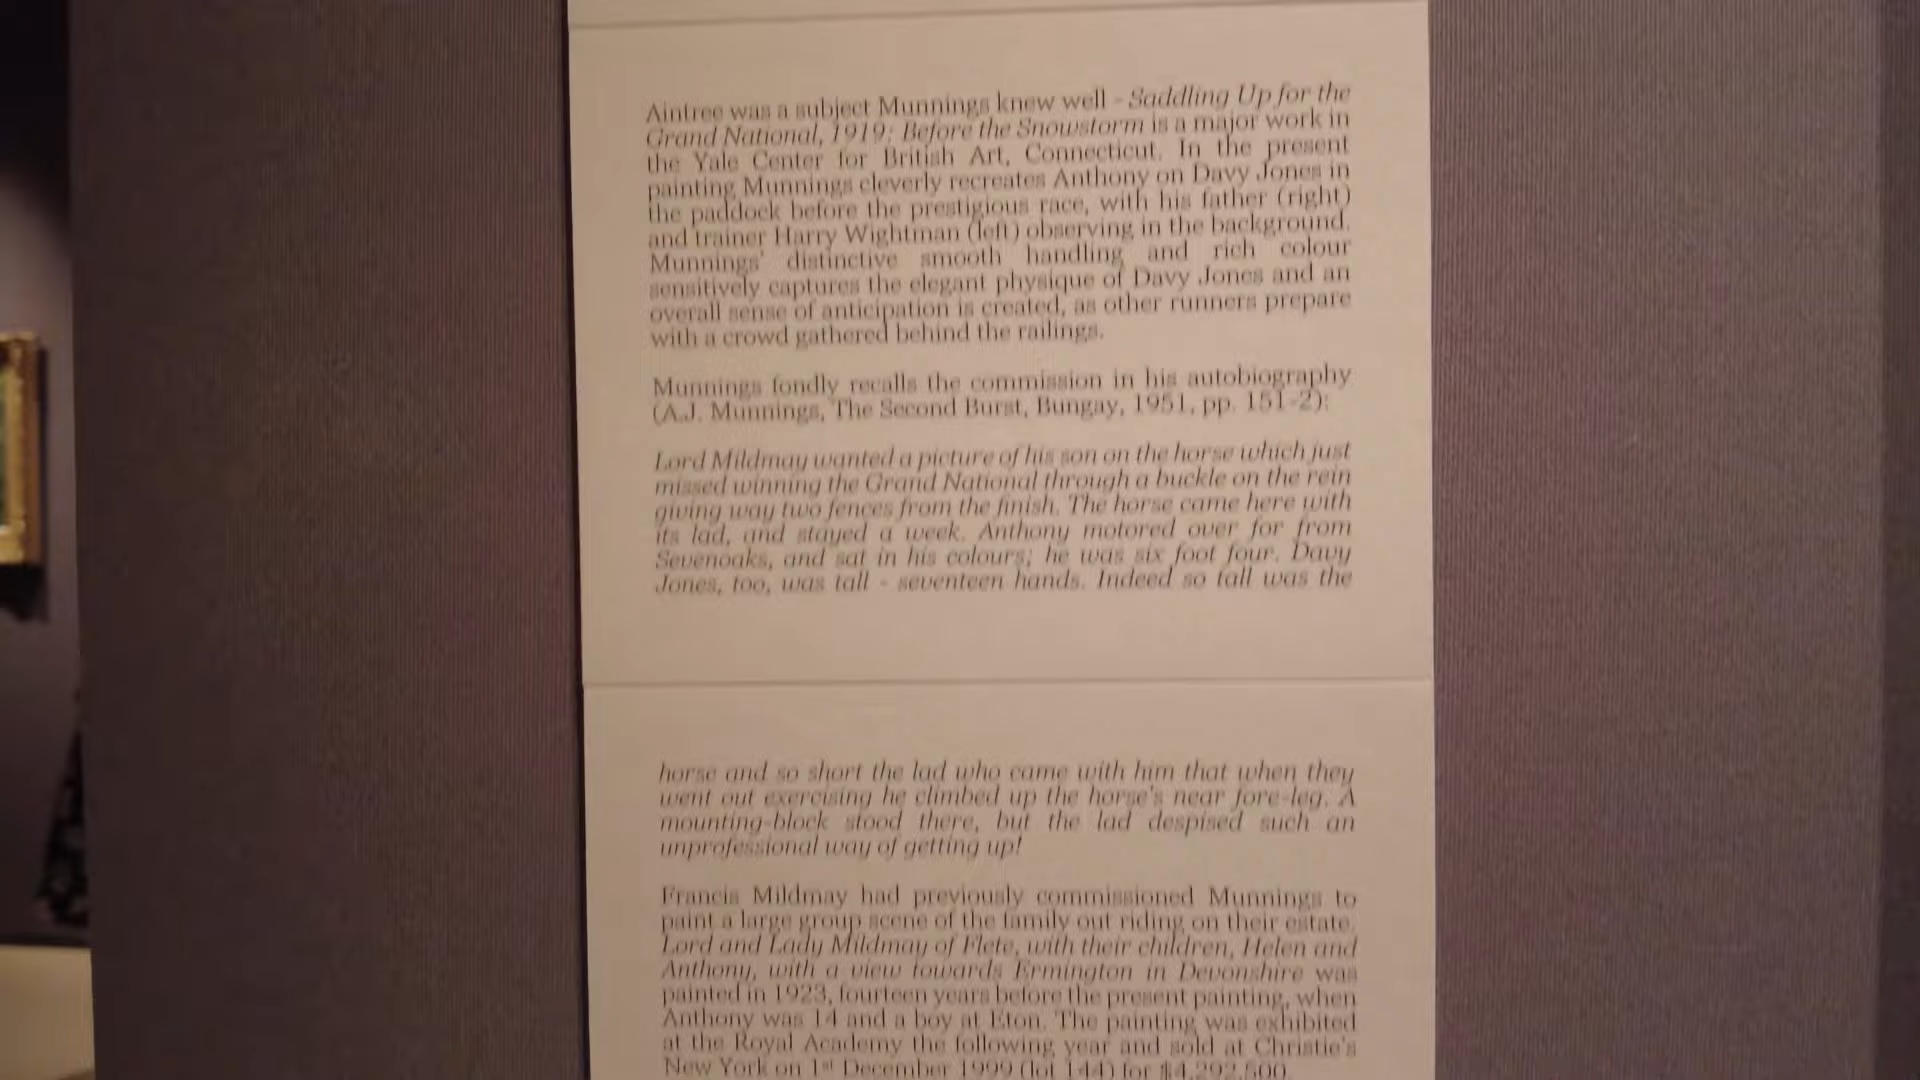 Aintree was a subject Munnings knew well - Saddling Up for the
Grand National, 1919; Before the Snowstorm is a major work in
the Yale Center for British Art, Connecticut. In the present
painting Munnings cleverly recreates Anthony on Davy Jones in
the paddock before the prestigious race, with his father (right)
and trainer Harry Wightman (left) observing in the background.
Munnings' distinctive smooth handling and rich colour
sensitively captures the elegant physique of Davy Jones and an
overall sense of anticipation is created, as other runners prepare
with a crowd gathered behind the railings.
Munnings fondly recalls the commission in his autobiography
(A.J. Munnings, The Second Burst, Bungay, 1951, pp. 151-2):
Lord Mildmay wanted a picture of his son on the horse which just
missed winning the Grand National through a buckle on the rein
giving way two fences from the finish. The horse came here with
its lad, and stayed a week. Anthony motored over for from
Sevenoaks, and sat in his colours; he was six foot four. Davy
Jones, too, was tall - seventeen hands. Indeed so tall was the
horse and so short the lad who came with him that when they
went out exercising he climbed up the horse's near fore-leg. A
mounting-block stood there, but the lad despised such an
unprofessional way of getting up!
Francis Mildmay had previously commissioned Munnings to
paint a large group scene of the family out riding on their estate.
Lord and Lady Mildmay of Flete, with their children, Helen and
Anthony, with a view towards Ermington in Devonshire was
painted in 1923, fourteen years before the present painting, when
Anthony was 14 and a boy at Eton. The painting was exhibited
at the Royal Academy the following year and sold at Christie's
New York on 1st December 1999 (lot 144) for $4,292,500.